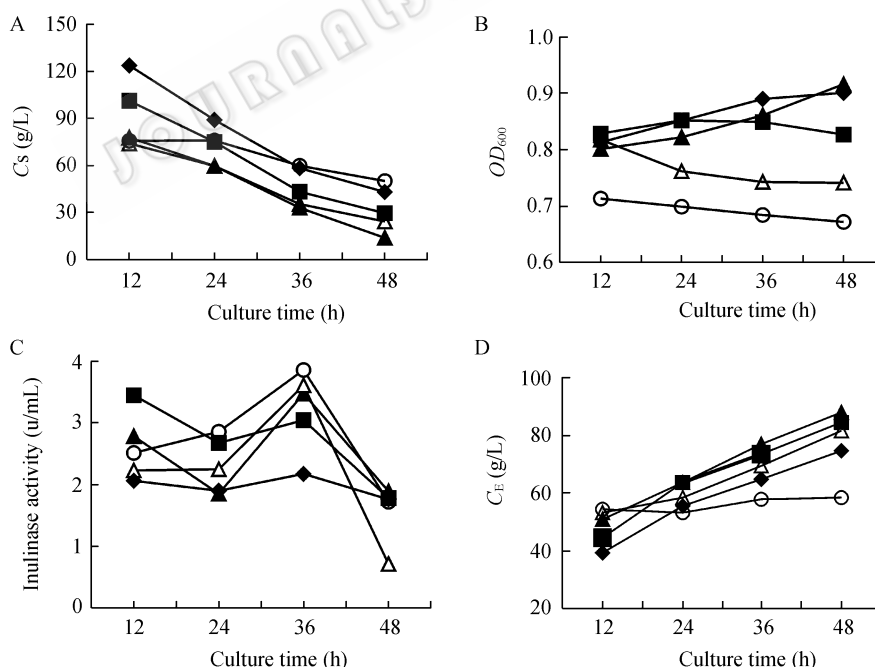 A
150
120
90
60
30
0
Cs (g/L)
12 24 36 48
Culture time (h)
JOURNALS
B
1.0
0.9
0.8
0.7
0.6
OD600
12 24 36 48
Culture time (h)
C
4
3
2
1
0
Inulinase activity (u/mL)
12 24 36 48
Culture time (h)
D
100
80
60
40
20
CE (g/L)
12 24 36 48
Culture time (h)